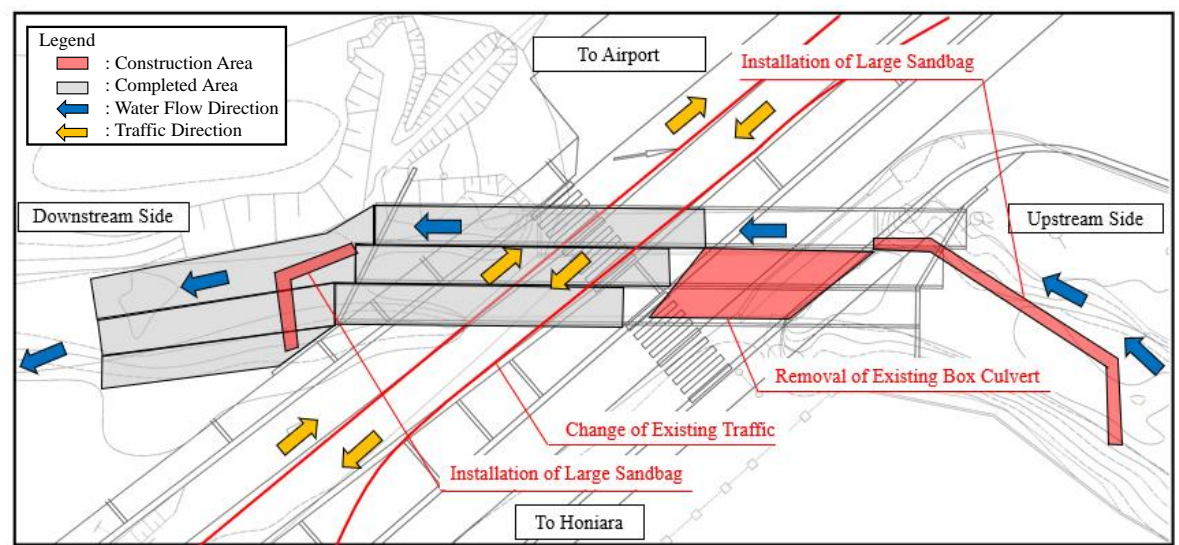 Legend
: Construction Area
: Completed Area
: Water Flow Direction
: Traffic Direction
To Airport
Installation of Large Sandbag
Downstream Side
Upstream Side
Removal of Existing Box Culvert
Change of Existing Traffic
Installation of Large Sandbag
To Honiara